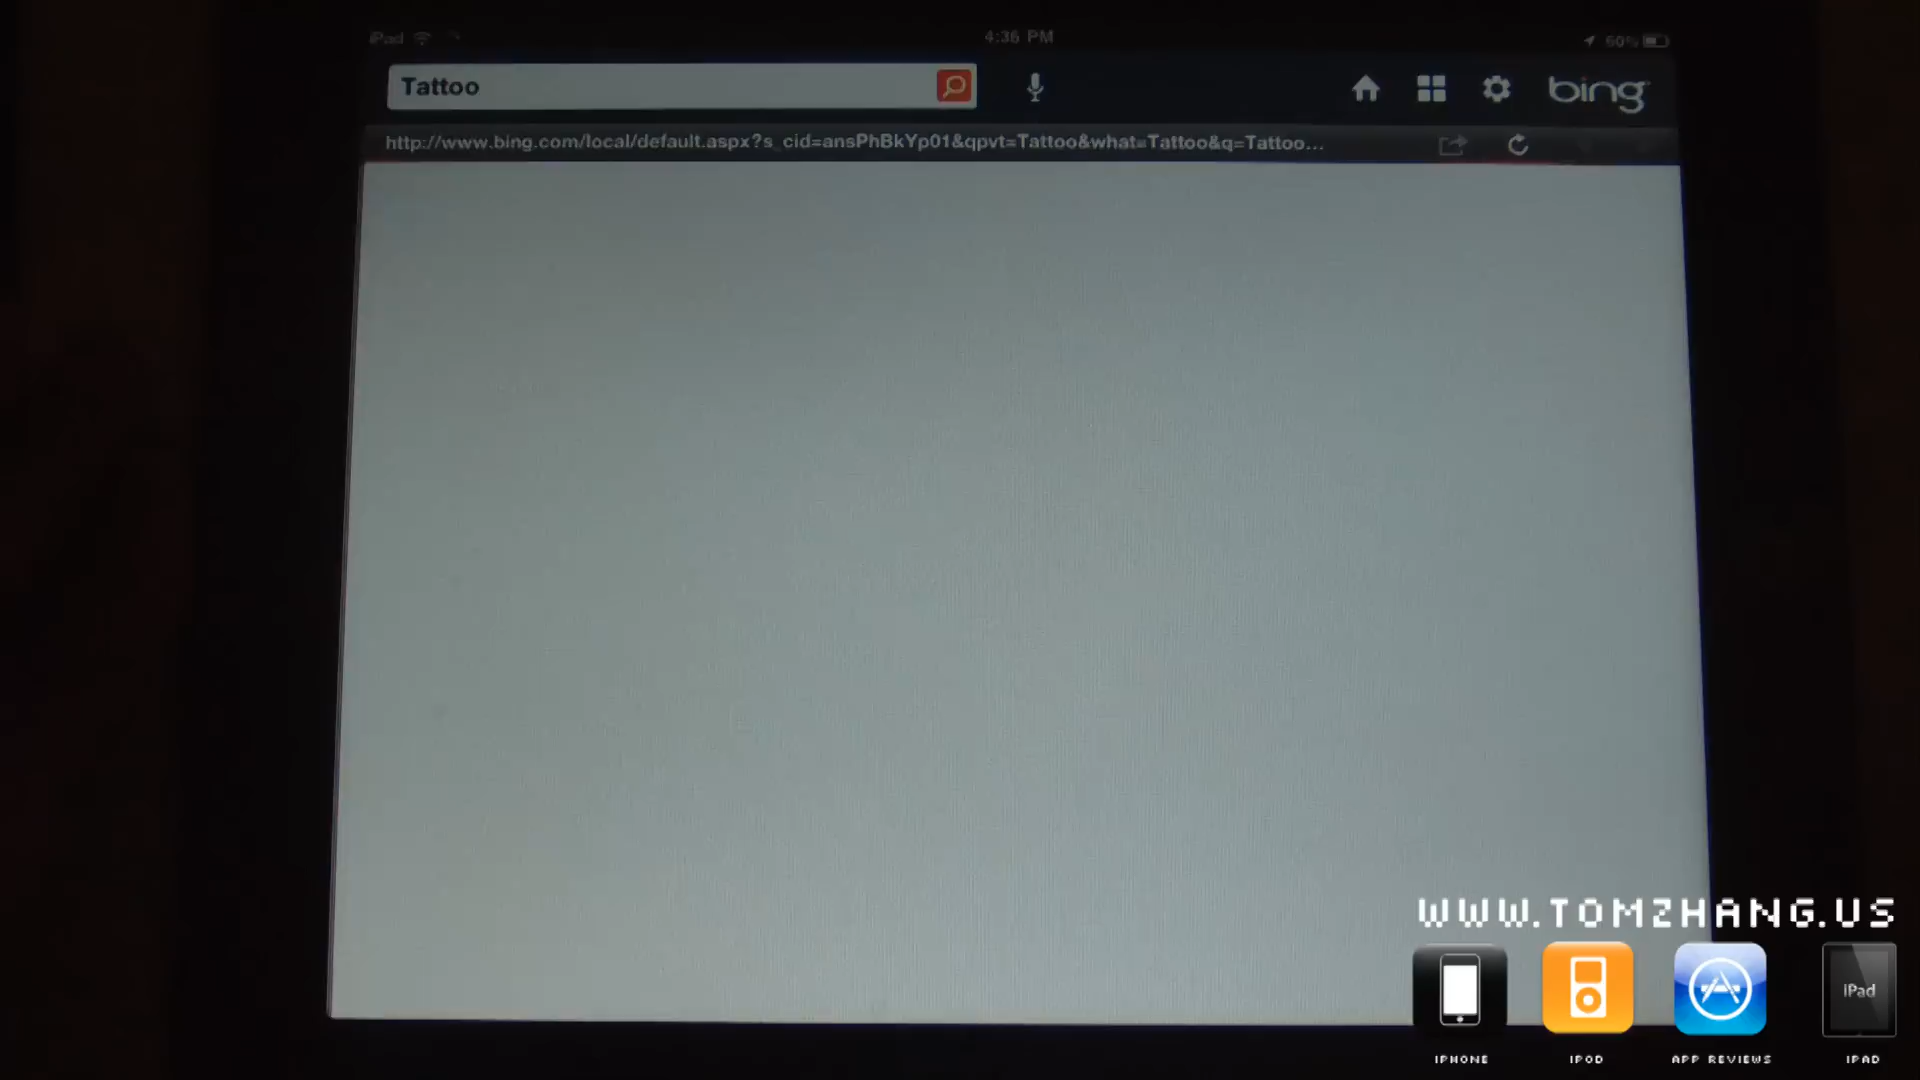 iPad 4:36 PM 60%
Tattoo bing
http://www.bing.com/local/default.aspx?s_cid=ansPhBkYp01&qpvt=Tattoo&what=Tattoo&q=Tattoo...
WWW.TOMZHANG.US
iPad
IPHONE IPOD APP REVIEWS IPAD